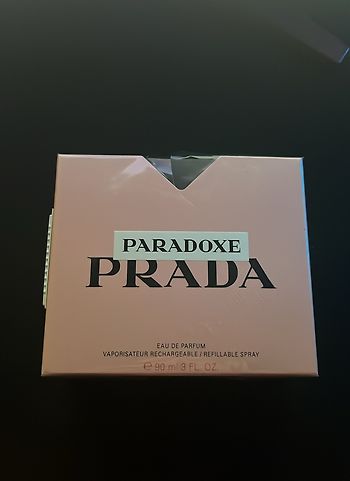 PARADOXE
PRADA
EAU DE PARFUM
VAPORISATEUR RECHARGEABLE / REFILLABLE SPRAY
℮ 90 ml 3 FL. OZ.